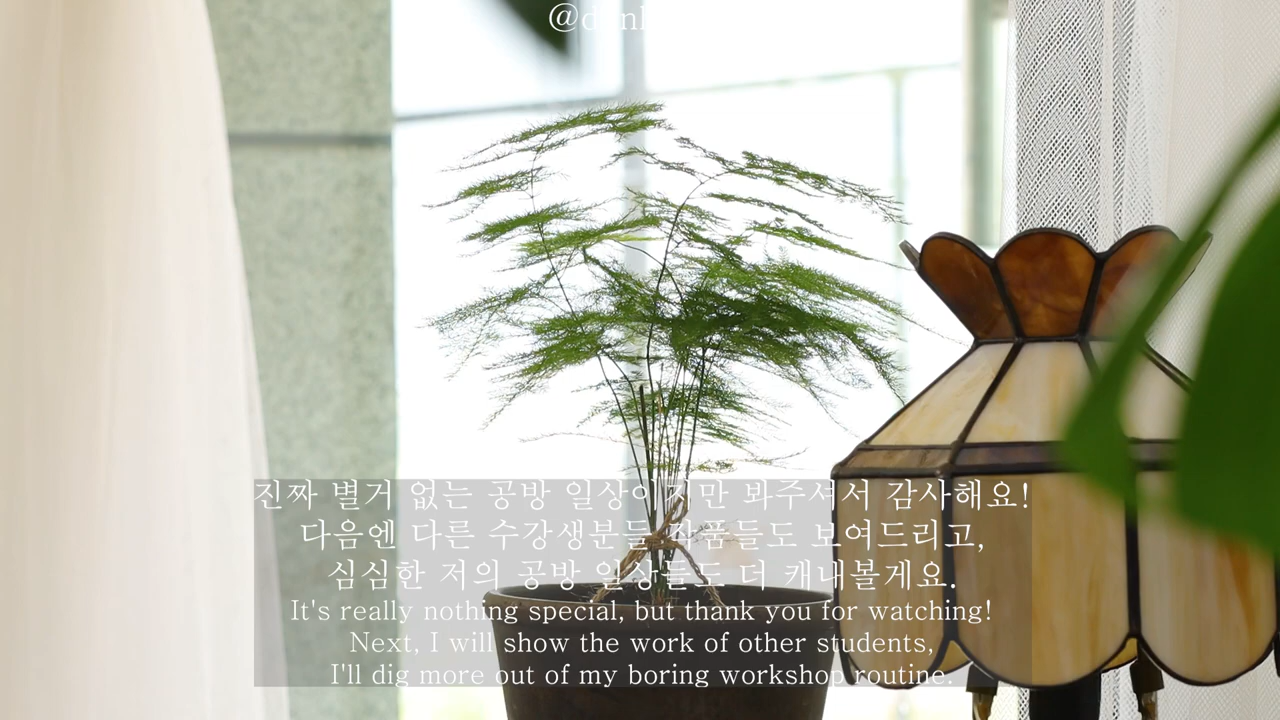 진짜 별거 없는 공방 일상이지만 봐주셔서 감사해요!
다음엔 다른 수강생분들 작품들도 보여드리고,
심심한 저의 공방 일상들도 더 캐내볼게요.
It's really nothing special, but thank you for watching!
Next, I will show the work of other students,
I'll dig more out of my boring workshop routine.